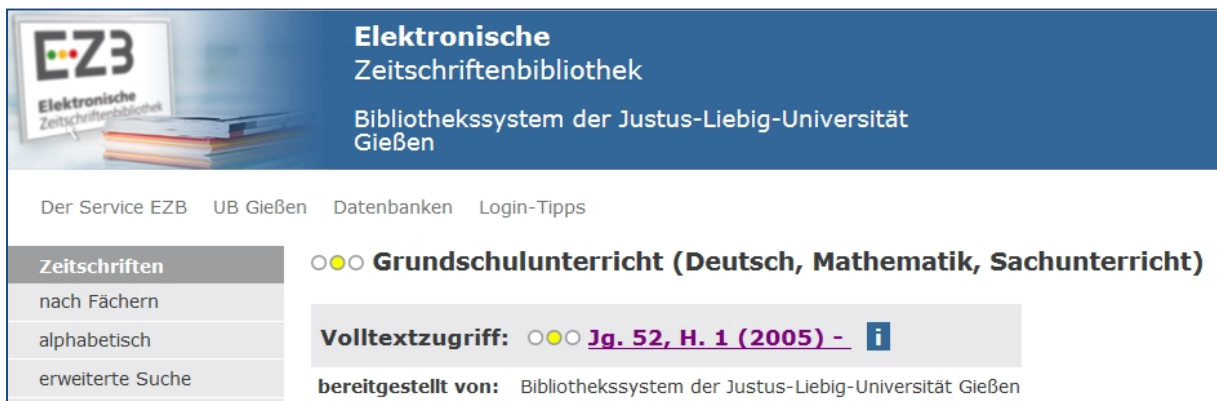 EZB
Elektronische
Zeitschriftenbibliothek
Elektronische
Zeitschriftenbibliothek
Bibliothekssystem der Justus-Liebig-Universität
Gießen
Der Service EZB UB Gießen Datenbanken Login-Tipps
Zeitschriften
nach Fächern
alphabetisch
erweiterte Suche
Grundschulunterricht (Deutsch, Mathematik, Sachunterricht)
Volltextzugriff: Jg. 52, H. 1 (2005) - i
bereitgestellt von: Bibliothekssystem der Justus-Liebig-Universität Gießen